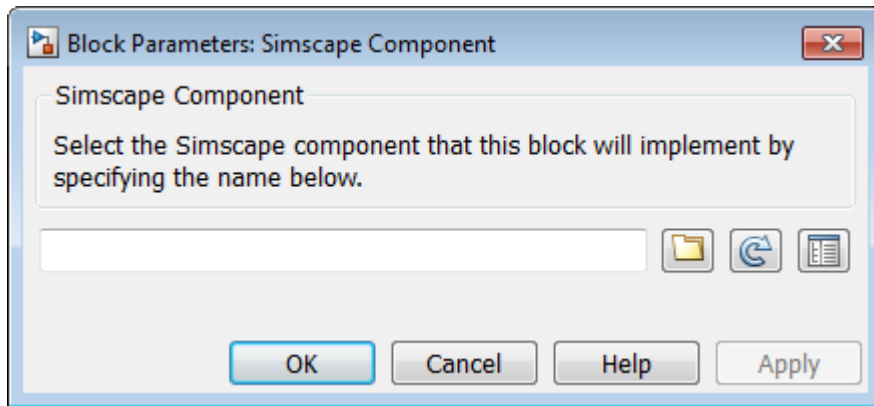 Block Parameters: Simscape Component
Simscape Component
Select the Simscape component that this block will implement by
specifying the name below.
OK Cancel Help Apply